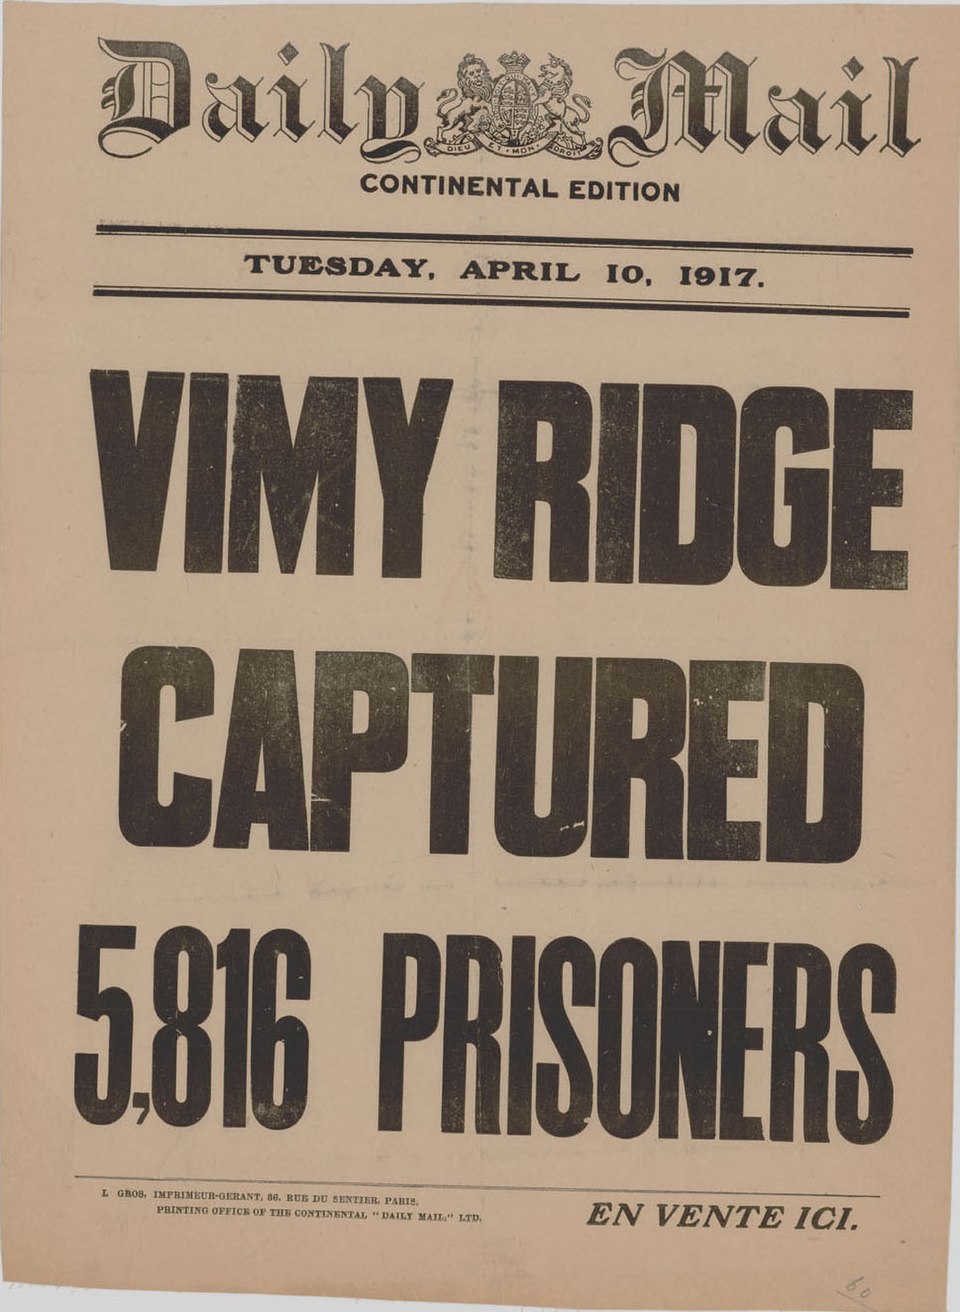 Daily Mail
DIEU ET MON DROIT
CONTINENTAL EDITION
TUESDAY, APRIL 10, 1917.
VIMY RIDGE
CAPTURED
5,816 PRISONERS
L GROS, IMPRIMEUR-GERANT, 36, RUE DU SENTIER, PARIS.
PRINTING OFFICE OF THE CONTINENTAL "DAILY MAIL," LTD.
EN VENTE ICI.
60